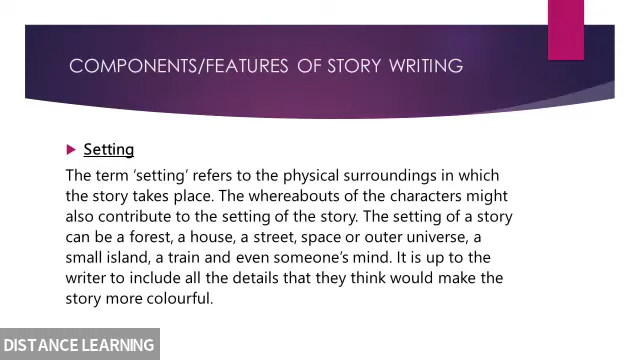 COMPONENTS/FEATURES OF STORY WRITING
Setting
The term ‘setting’ refers to the physical surroundings in which
the story takes place. The whereabouts of the characters might
also contribute to the setting of the story. The setting of a story
can be a forest, a house, a street, space or outer universe, a
small island, a train and even someone’s mind. It is up to the
writer to include all the details that they think would make the
story more colourful.
DISTANCE LEARNING